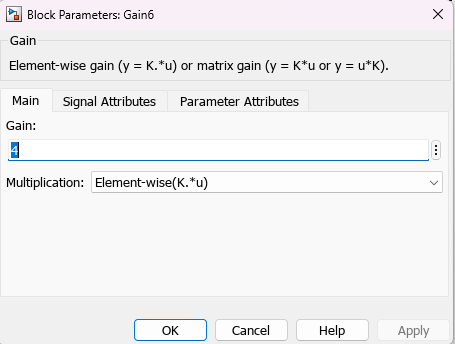 Block Parameters: Gain6
Gain
Element-wise gain (y = K.*u) or matrix gain (y = K*u or y = u*K).
Main Signal Attributes Parameter Attributes
Gain:
4
Multiplication: Element-wise(K.*u)
OK Cancel Help Apply